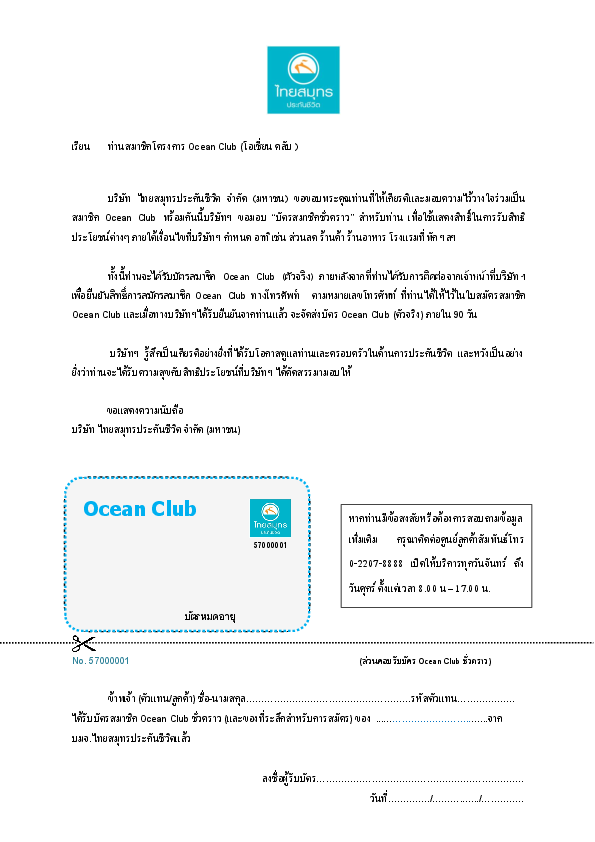 ไทยสมุทร
ประกันชีวิต
เรียน ท่านสมาชิกโครงการ Ocean Club (โอเชี่ยน คลับ )
บริษัท ไทยสมุทรประกันชีวิต จำกัด (มหาชน) ขอขอบพระคุณท่านที่ให้เกียรติและมอบความไว้วางใจร่วมเป็น
สมาชิก Ocean Club พร้อมกันนี้บริษัทฯ ขอมอบ “บัตรสมาชิกชั่วคราว” สำหรับท่าน เพื่อใช้แสดงสิทธิ์ในการรับสิทธิ
ประโยชน์ต่างๆ ภายใต้เงื่อนไขที่บริษัทฯ กำหนด อาทิเช่น ส่วนลด ร้านค้า ร้านอาหาร โรงแรมที่พัก ฯลฯ
ทั้งนี้ท่านจะได้รับบัตรสมาชิก Ocean Club (ตัวจริง) ภายหลังจากที่ท่านได้รับการติดต่อจากเจ้าหน้าที่บริษัทฯ
เพื่อยืนยันสิทธิ์การสมัครสมาชิก Ocean Club ทางโทรศัพท์ ตามหมายเลขโทรศัพท์ ที่ท่านได้ให้ไว้ในใบสมัครสมาชิก
Ocean Club และเมื่อทางบริษัทฯได้รับยืนยันจากท่านแล้ว จะจัดส่งบัตร Ocean Club (ตัวจริง) ภายใน 90 วัน
บริษัทฯ รู้สึกเป็นเกียรติอย่างยิ่งที่ได้รับโอกาสดูแลท่านและครอบครัวในด้านการประกันชีวิต และหวังเป็นอย่าง
ยิ่งว่าท่านจะได้รับความสุขกับสิทธิประโยชน์ที่บริษัทฯ ได้คัดสรรมามอบให้
ขอแสดงความนับถือ
บริษัท ไทยสมุทรประกันชีวิต จำกัด (มหาชน)
Ocean Club
ไทยสมุทร
57000001
บัตรหมดอายุ
หากท่านมีข้อสงสัยหรือต้องการสอบถามข้อมูล
เพิ่มเติม กรุณาติดต่อศูนย์ลูกค้าสัมพันธ์โทร
0-2207-8888 เปิดให้บริการทุกวันจันทร์ ถึง
วันศุกร์ ตั้งแต่เวลา 8.00 น – 17.00 น.
No. 57000001 (ส่วนตอบรับบัตร Ocean Club ชั่วคราว)
ข้าพเจ้า (ตัวแทน/ลูกค้า) ชื่อ-นามสกุล....................................................รหัสตัวแทน...................
ได้รับบัตรสมาชิก Ocean Club ชั่วคราว (และของที่ระลึกสำหรับการสมัคร) ของ .....................................จาก
บมจ.ไทยสมุทรประกันชีวิตแล้ว
ลงชื่อผู้รับบัตร..................................................................
วันที่............../.............../..............